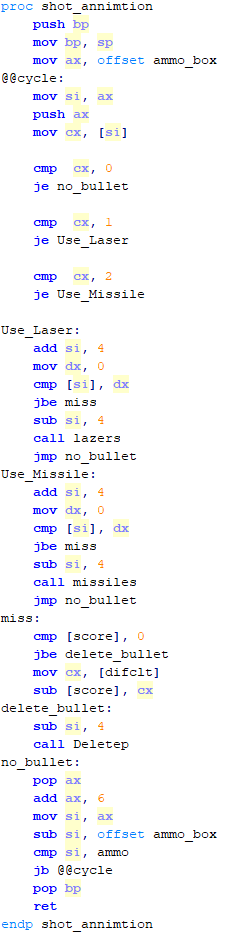 proc shot_annimtion
push bp
mov bp, sp
mov ax, offset ammo_box
@@cycle:
mov si, ax
push ax
mov cx, [si]
cmp cx, 0
je no_bullet
cmp cx, 1
je Use_Laser
cmp cx, 2
je Use_Missile
Use_Laser:
add si, 4
mov dx, 0
cmp [si], dx
jbe miss
sub si, 4
call lazers
jmp no_bullet
Use_Missile:
add si, 4
mov dx, 0
cmp [si], dx
jbe miss
sub si, 4
call missiles
jmp no_bullet
miss:
cmp [score], 0
jbe delete_bullet
mov cx, [difclt]
sub [score], cx
delete_bullet:
sub si, 4
call Deletep
no_bullet:
pop ax
add ax, 6
mov si, ax
sub si, offset ammo_box
cmp si, ammo
jb @@cycle
pop bp
ret
endp shot_annimtion